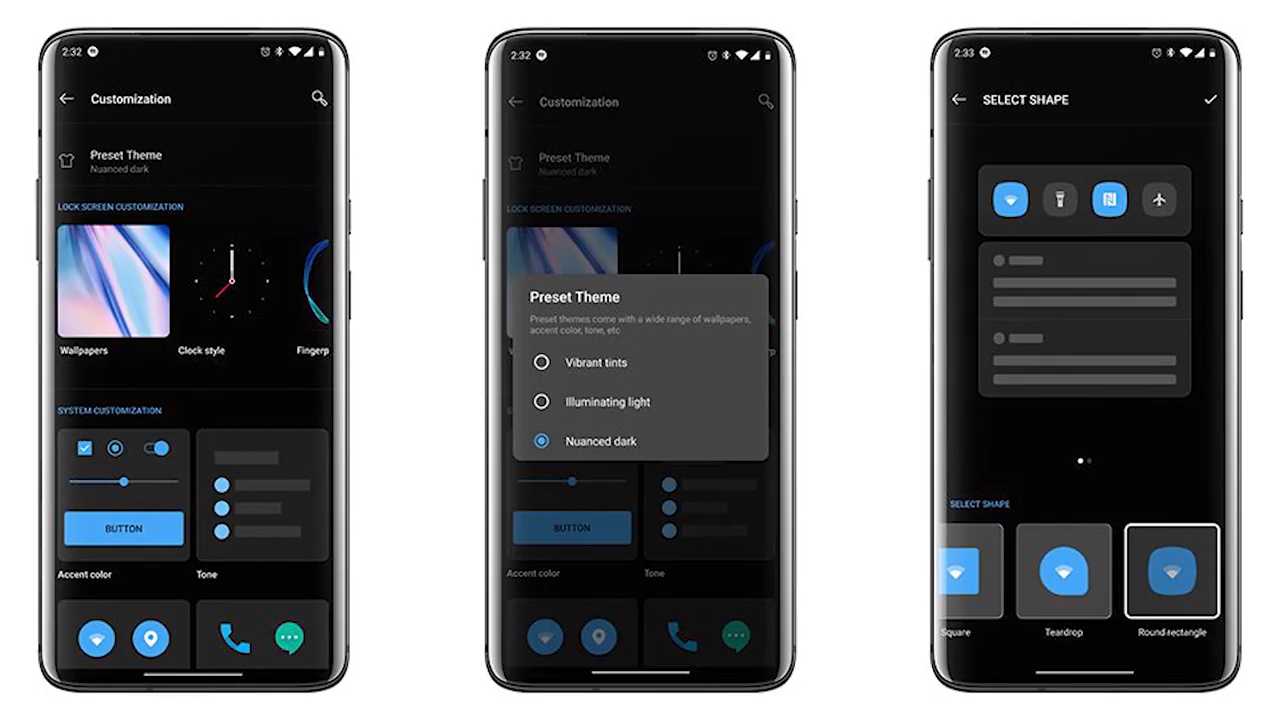 2:32
Customization
Preset Theme
Nuanced dark
LOCK SCREEN CUSTOMIZATION
Wallpapers
Clock style
Fingerp
SYSTEM CUSTOMIZATION
BUTTON
Accent color
Tone
2:32
Customization
Preset Theme
Nuanced dark
LOCK SCREEN CUSTOMIZATION
Preset Theme
Preset themes come with a wide range of wallpapers,
accent color, tone, etc
Vibrant tints
Illuminating light
Nuanced dark
BUTTON
Accent color
Tone
2:33
SELECT SHAPE
SELECT SHAPE
Square
Teardrop
Round rectangle